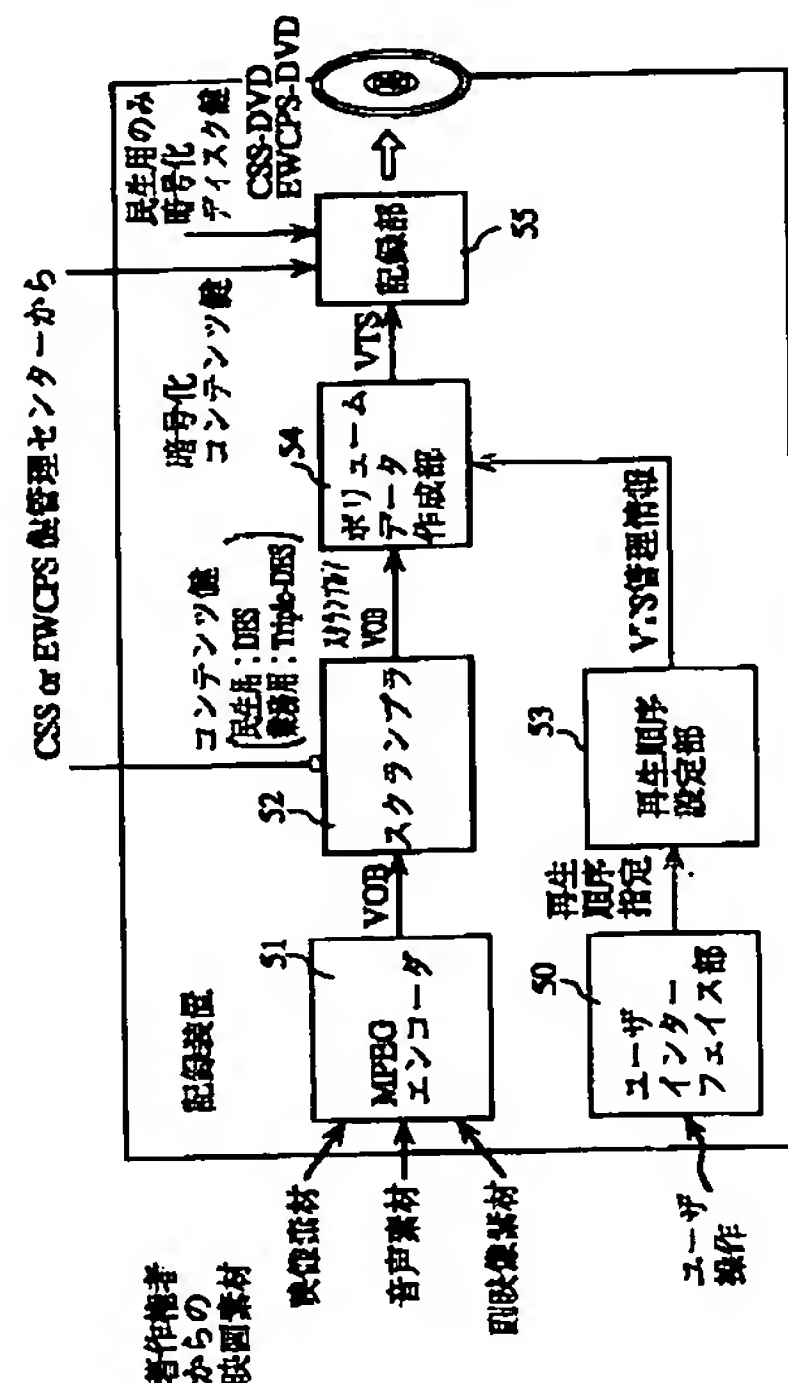 CSS or EWCPS 鍵管理センターから
民生用のみ
暗号化
ディスク鍵
CSS-DVD
EWCPS-DVD
暗号化
コンテンツ鍵
コンテンツ鍵
民生用：DES
業務用：Triple-DES
記録装置
著作権者
からの
映画素材
映像素材
音声素材
副映像素材
51
MPEG
エンコーダ
VOB
52
スクランブラ
スクランブルド
VOB
54
ボリューム
データ
作成部
VTS
記録部
55
ユーザ
操作
50
ユーザ
インター
フェイス部
再生
順序
指定
53
再生順序
設定部
VTS管理情報